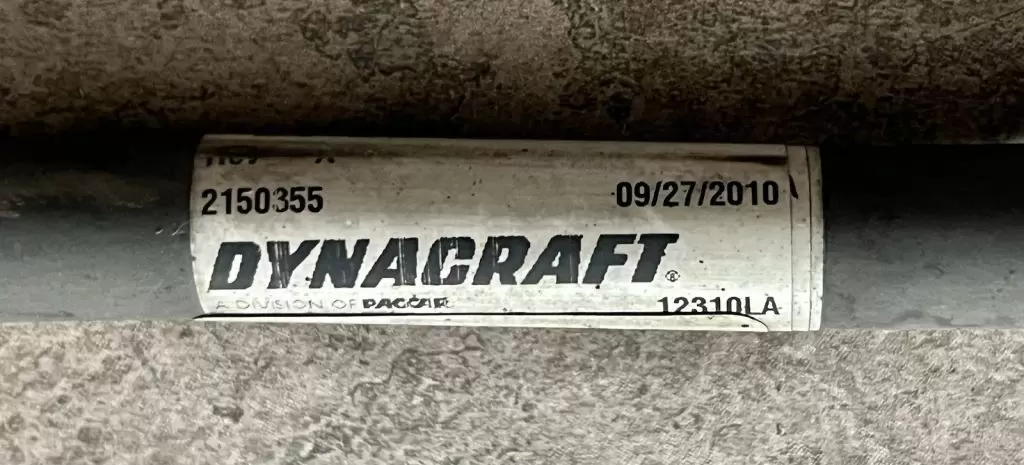 2150355 09/27/2010
DYNACRAFT®
A DIVISION OF PACCAR 12310LA